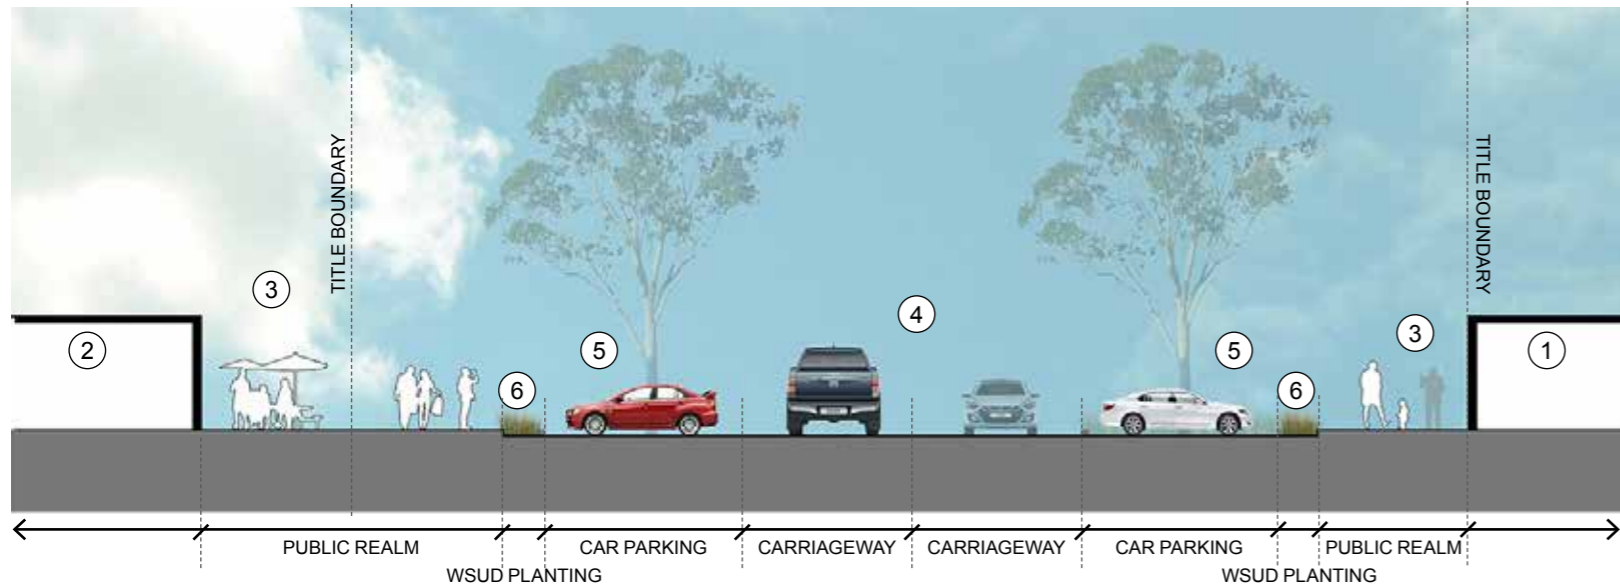 TITLE BOUNDARY
TITLE BOUNDARY
3
4
3
2
5
5
1
6
6
PUBLIC REALM
CAR PARKING
CARRIAGEWAY
CARRIAGEWAY
CAR PARKING
PUBLIC REALM
WSUD PLANTING
WSUD PLANTING